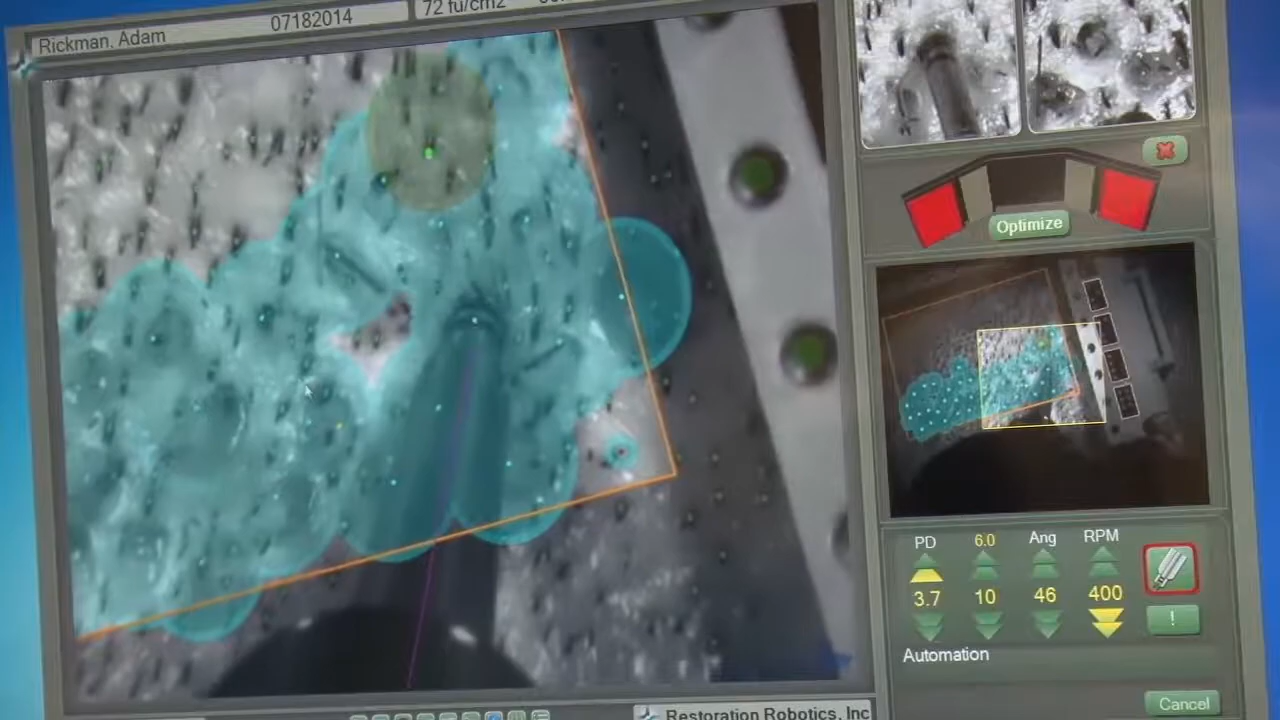 Rickman, Adam
07182014
72 fu/cm2
Optimize
PD 6.0 Ang RPM
3.7 10 46 400
!
Automation
Cancel
Restoration Robotics, Inc